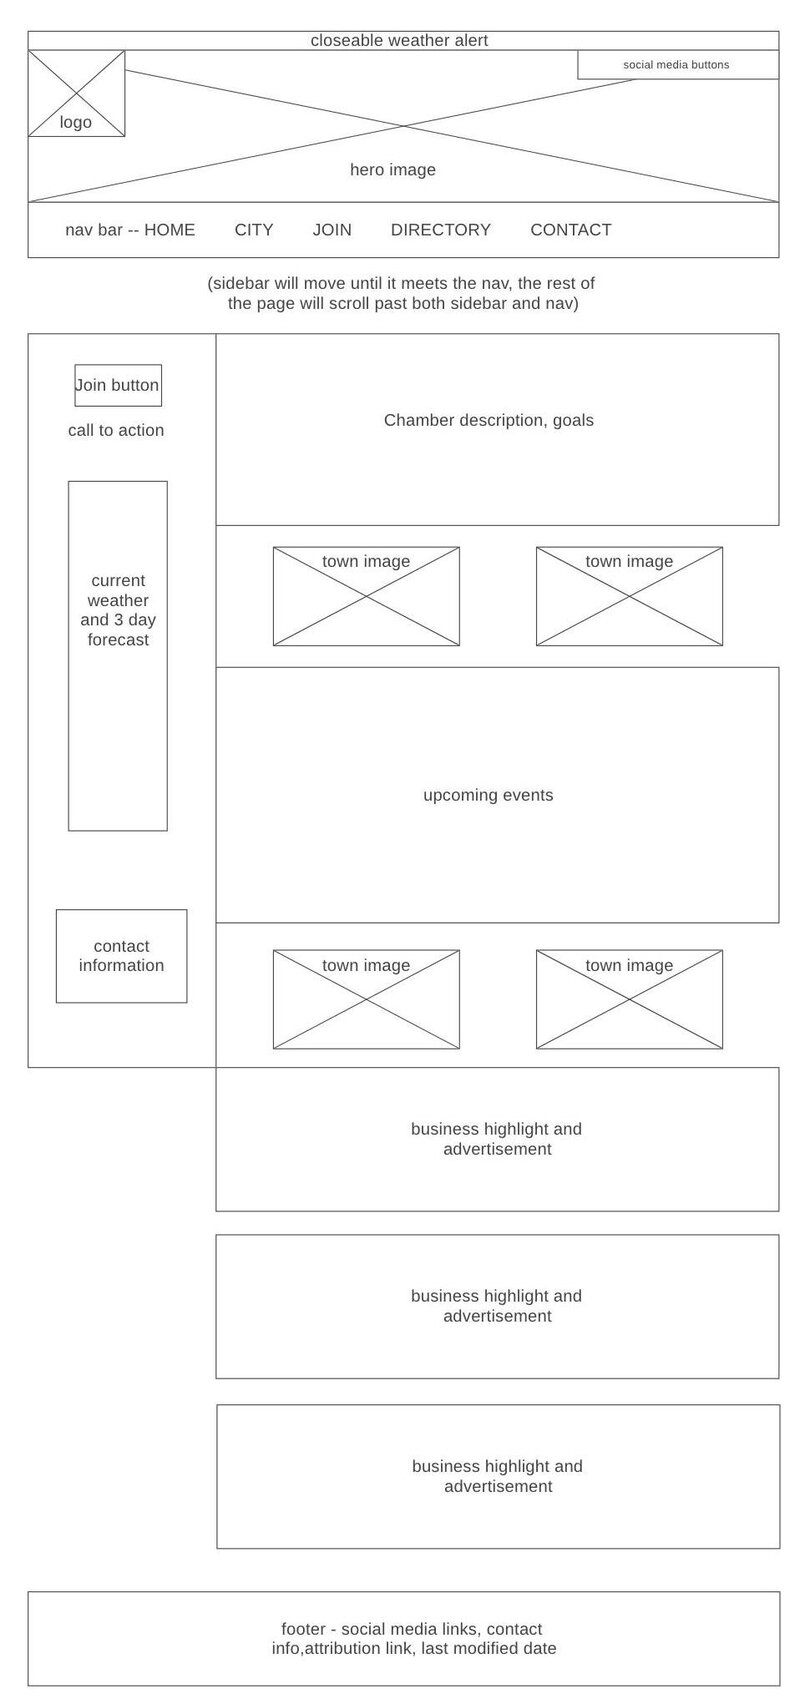 closeable weather alert
social media buttons
logo
hero image
nav bar -- HOME CITY JOIN DIRECTORY CONTACT
(sidebar will move until it meets the nav, the rest of
the page will scroll past both sidebar and nav)
Join button
call to action
current
weather
and 3 day
forecast
contact
information
Chamber description, goals
town image
town image
upcoming events
town image
town image
business highlight and
advertisement
business highlight and
advertisement
business highlight and
advertisement
footer - social media links, contact
info,attribution link, last modified date